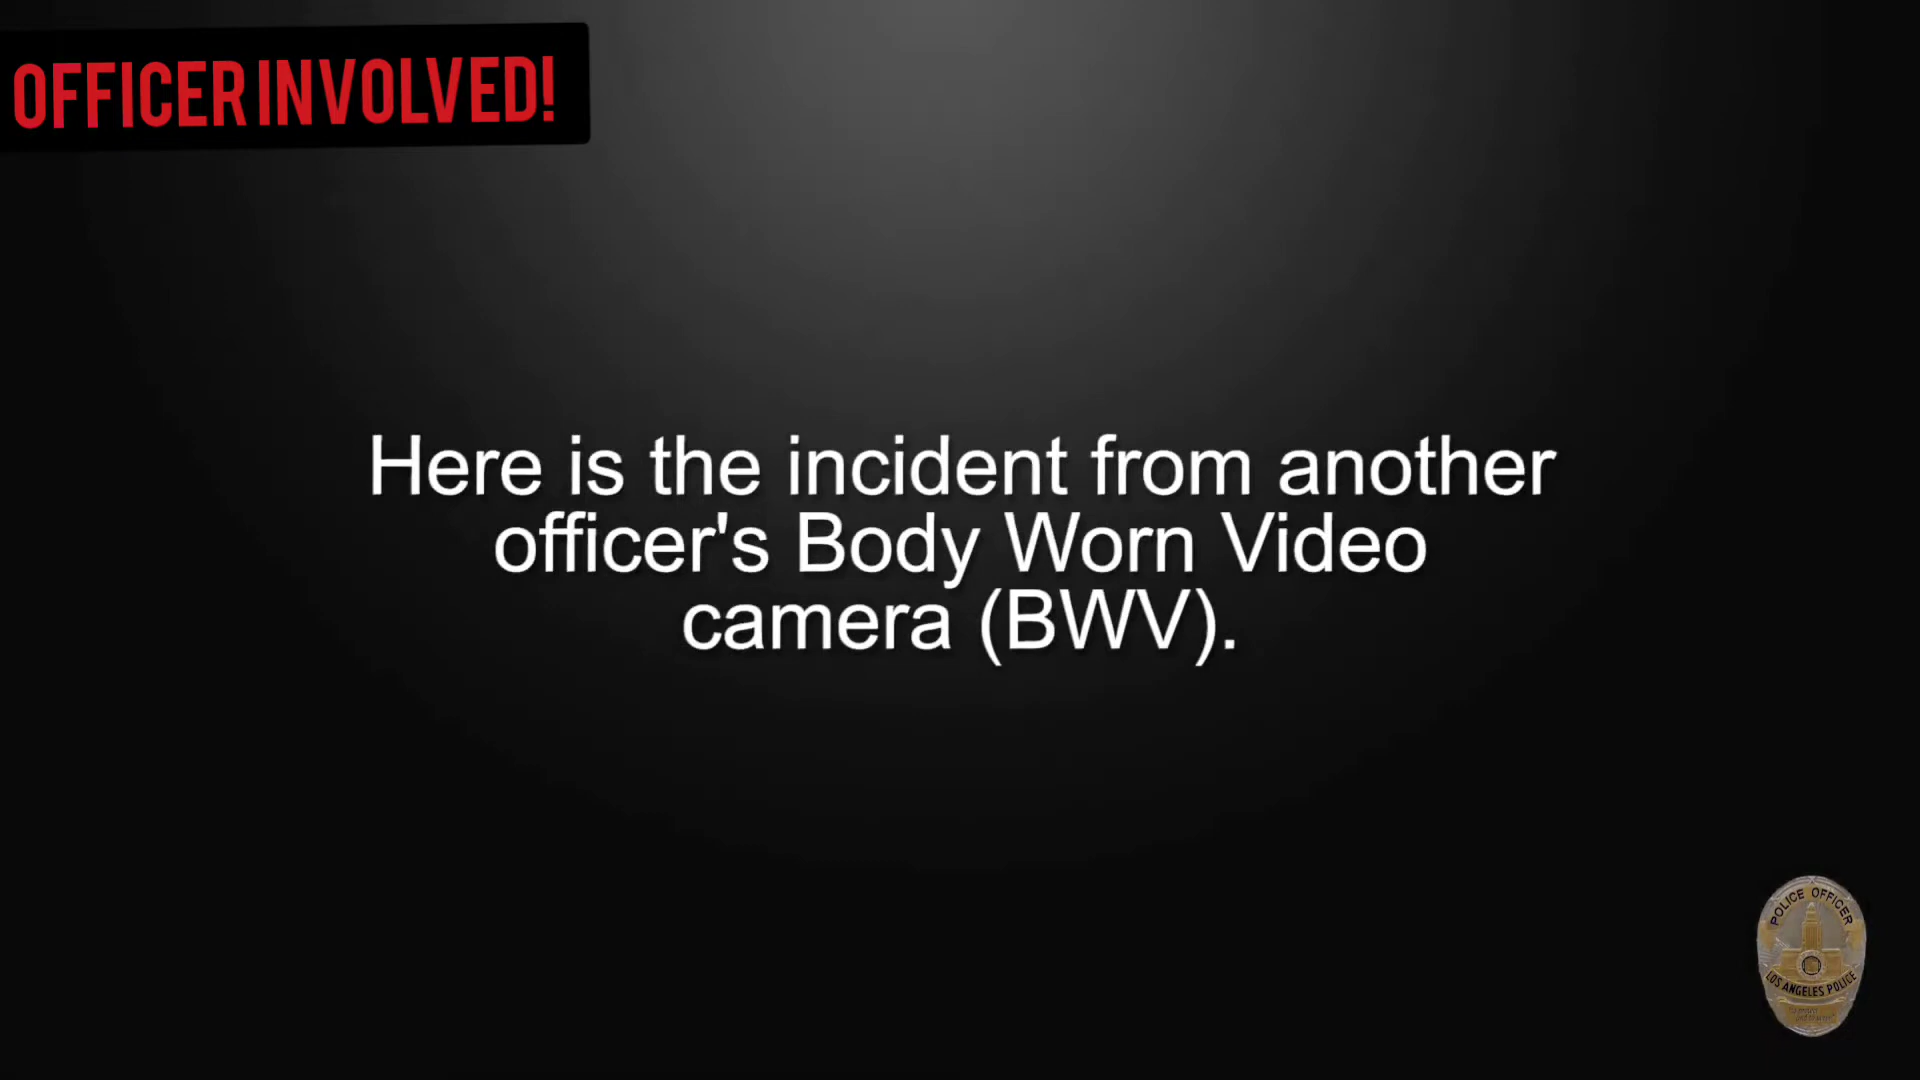 OFFICER INVOLVED!
Here is the incident from another
officer's Body Worn Video
camera (BWV).
POLICE OFFICER
LOS ANGELES POLICE